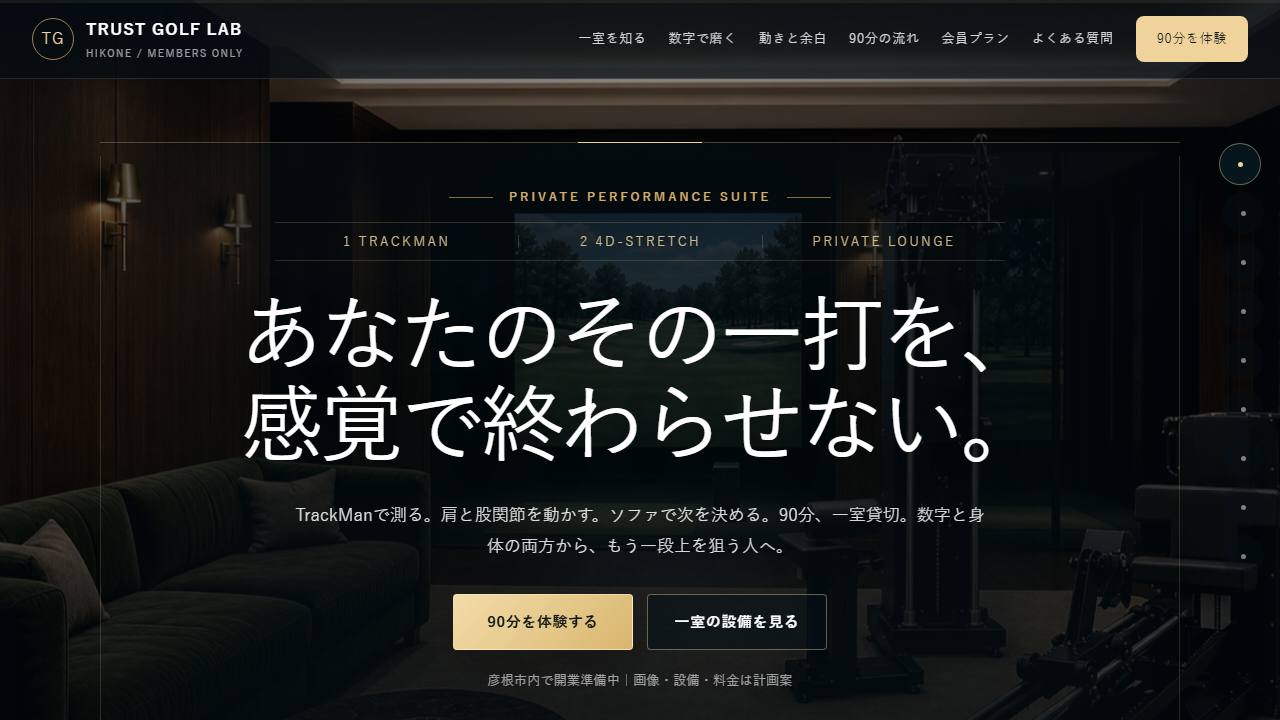 TG
TRUST GOLF LAB
HIKONE / MEMBERS ONLY
一室を知る 数字で磨く 動きと余白 90分の流れ 会員プラン よくある質問 90分を体験
PRIVATE PERFORMANCE SUITE
1 TRACKMAN 2 4D-STRETCH PRIVATE LOUNGE
あなたのその一打を、
感覚で終わらせない。
TrackManで測る。肩と股関節を動かす。ソファで次を決める。90分、一室貸切。数字と身
体の両方から、もう一段上を狙う人へ。
90分を体験する 一室の設備を見る
彦根市内で開業準備中｜画像・設備・料金は計画案